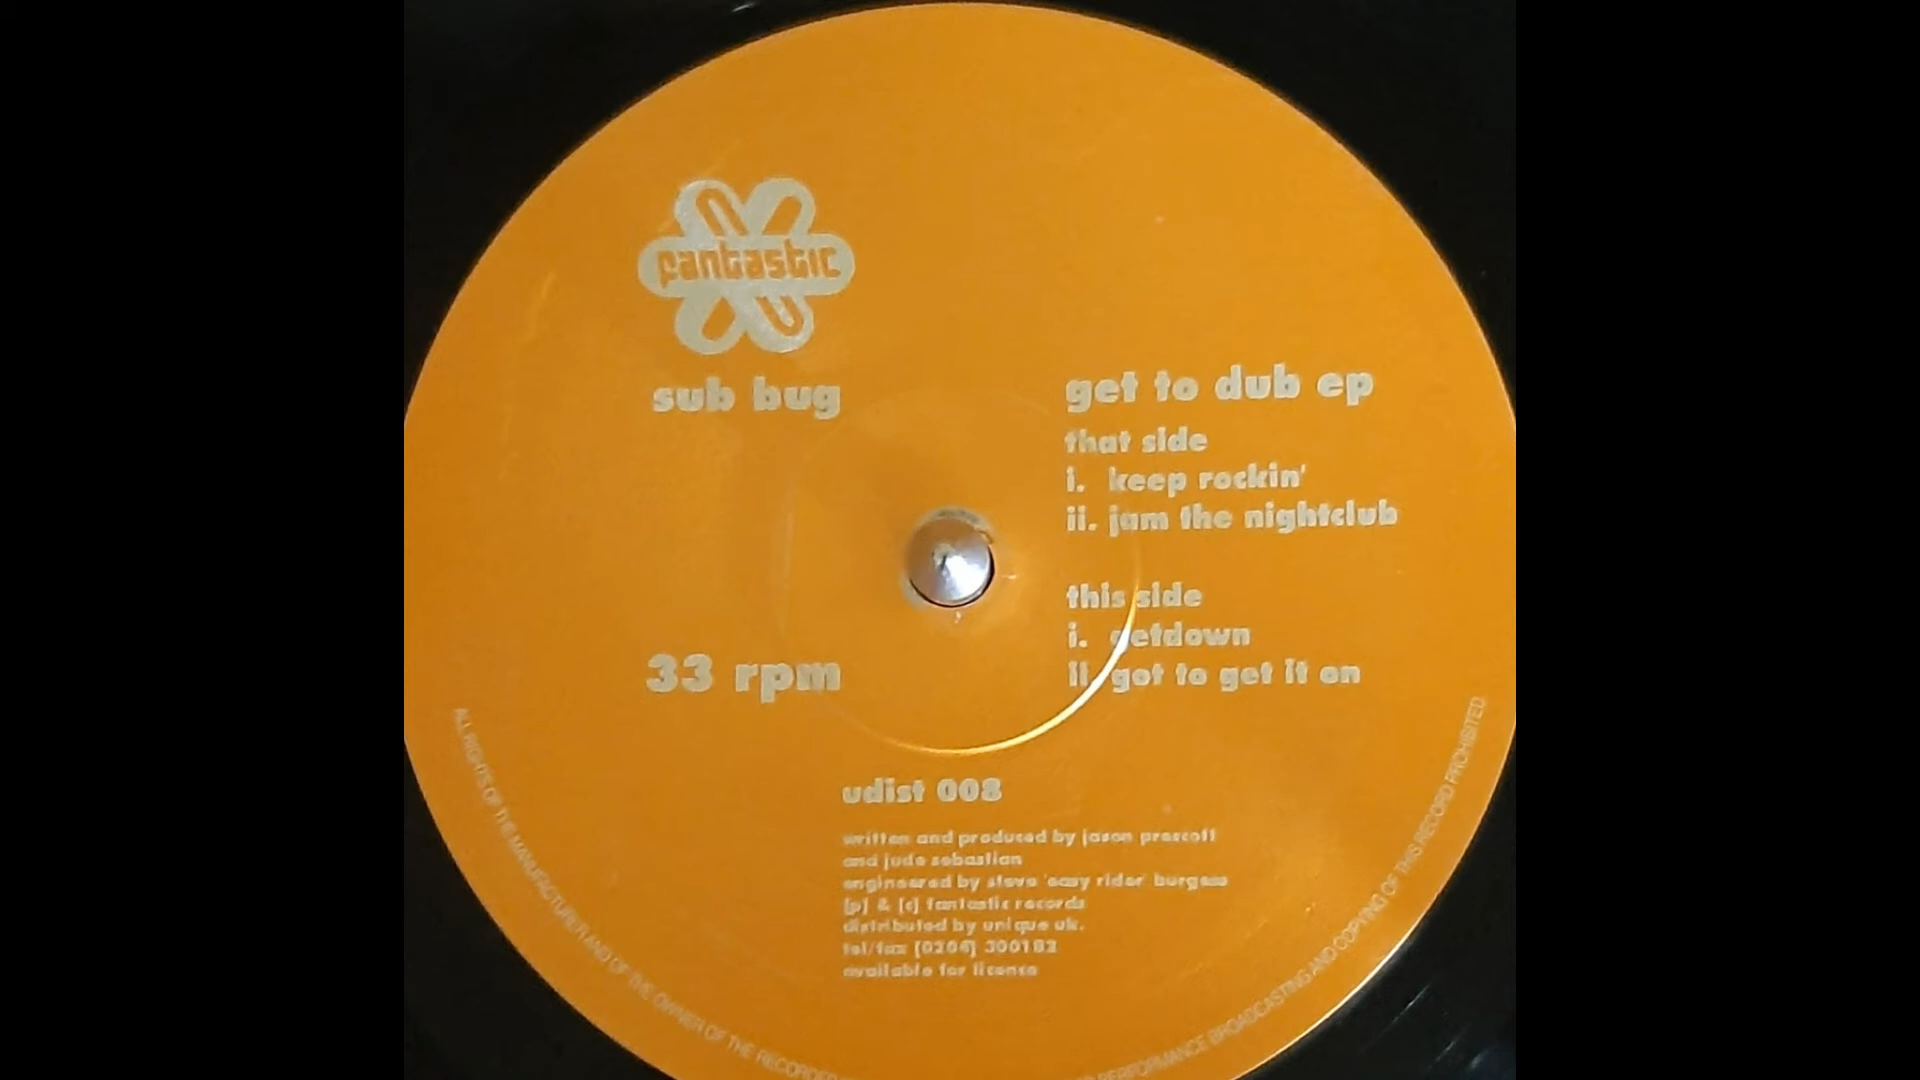 fantastic
sub bug
33 rpm
get to dub ep
that side
i. keep rockin'
ii. jam the nightclub
this side
i. getdown
ii. got to get it on
udist 008
written and produced by jason prescott
and jude sebastian
engineered by steve 'easy rider' burgess
[p] & [c] fantastic records
distributed by unique uk.
tel/fax [0204] 300182
available for licence
ALL RIGHTS OF THE MANUFACTURER AND OF THE OWNER OF THE RECORDED
PERFORMANCE BROADCASTING AND COPYING OF THIS RECORD PROHIBITED